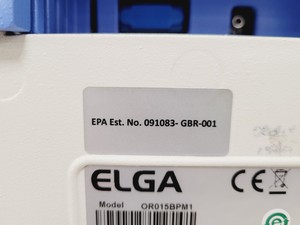 EPA Est. No. 091083- GBR-001
ELGA
CE
Model OR015BPM1